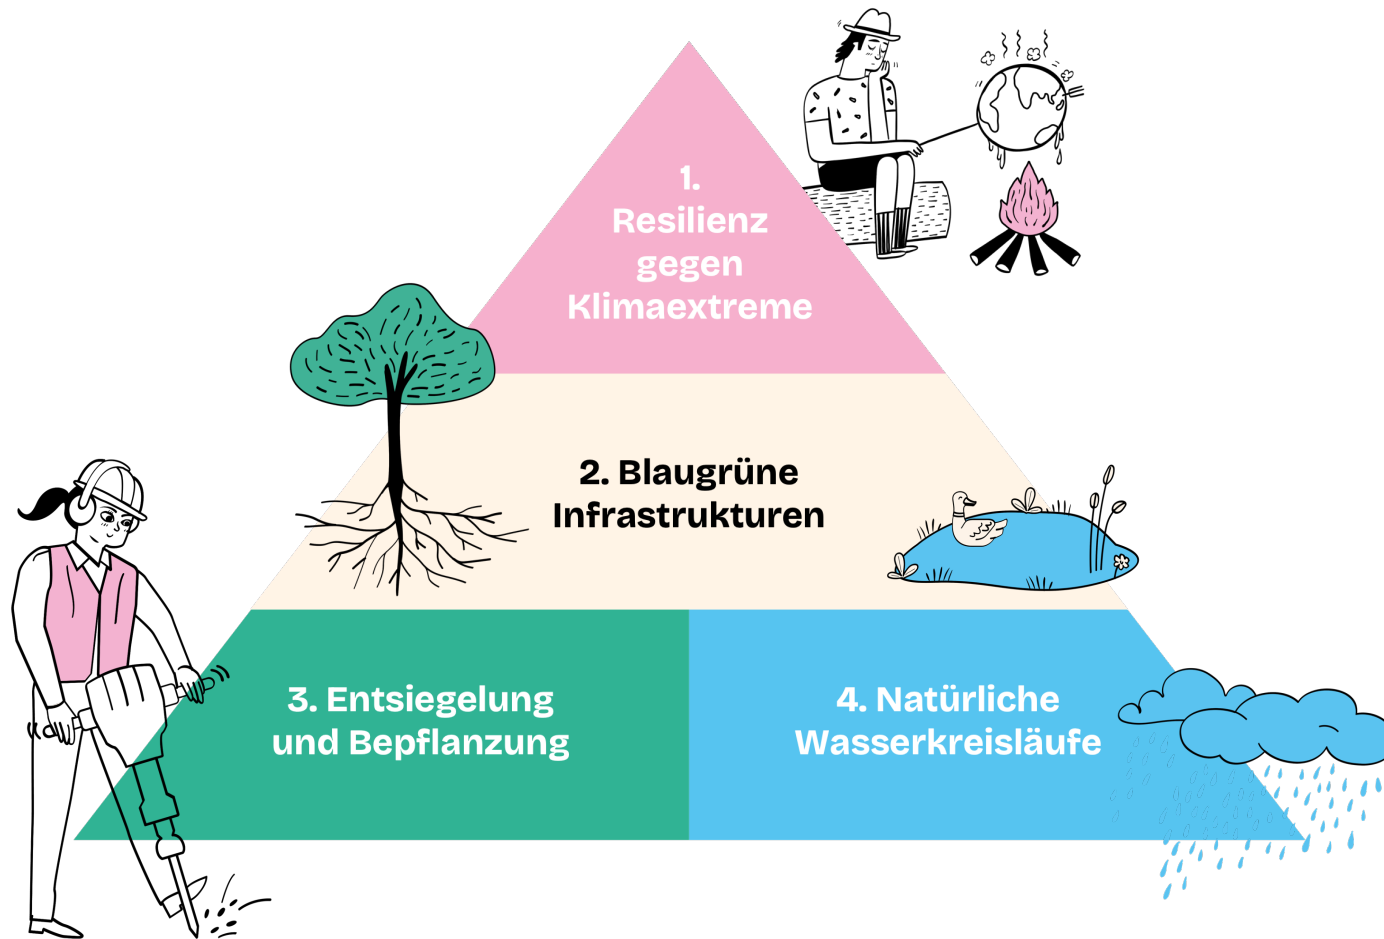 1.
Resilienz
gegen
Klimaextreme
2. Blaugrüne
Infrastrukturen
3. Entsiegelung
und Bepflanzung
4. Natürliche
Wasserkreisläufe